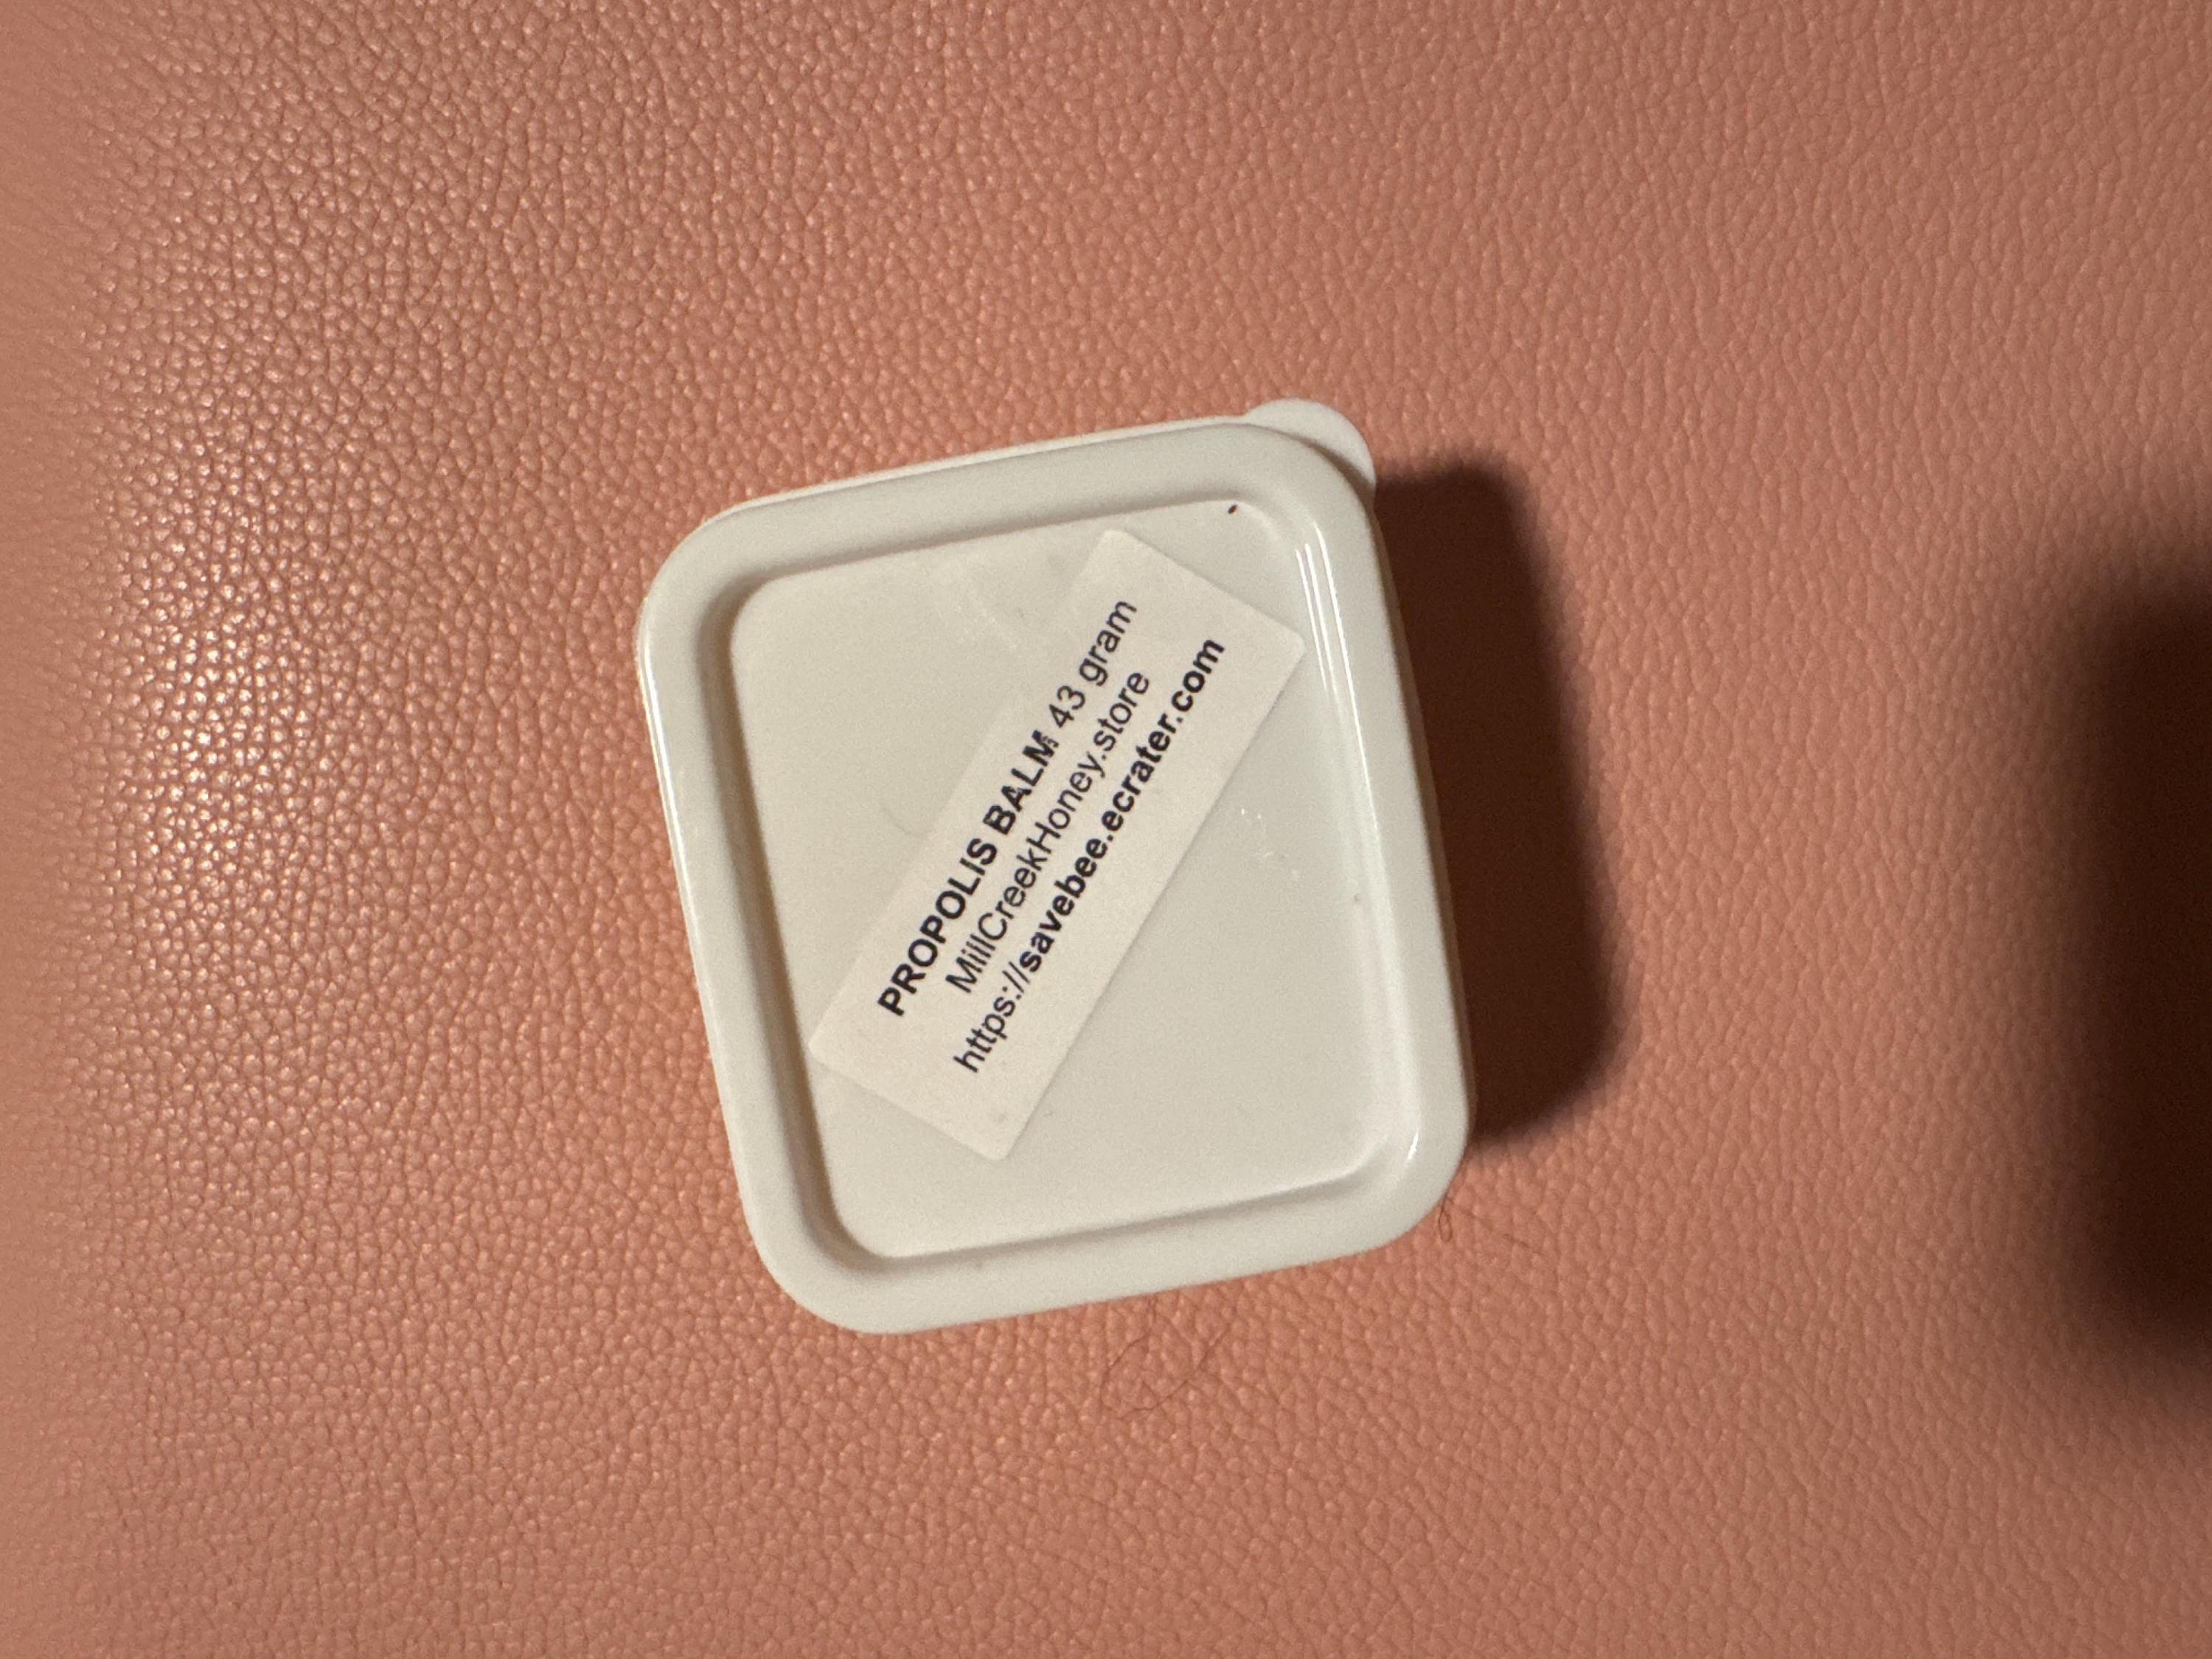 PROPOLIS BALM 43 gram
MillCreekHoney.store
https://savebee.ecrater.com